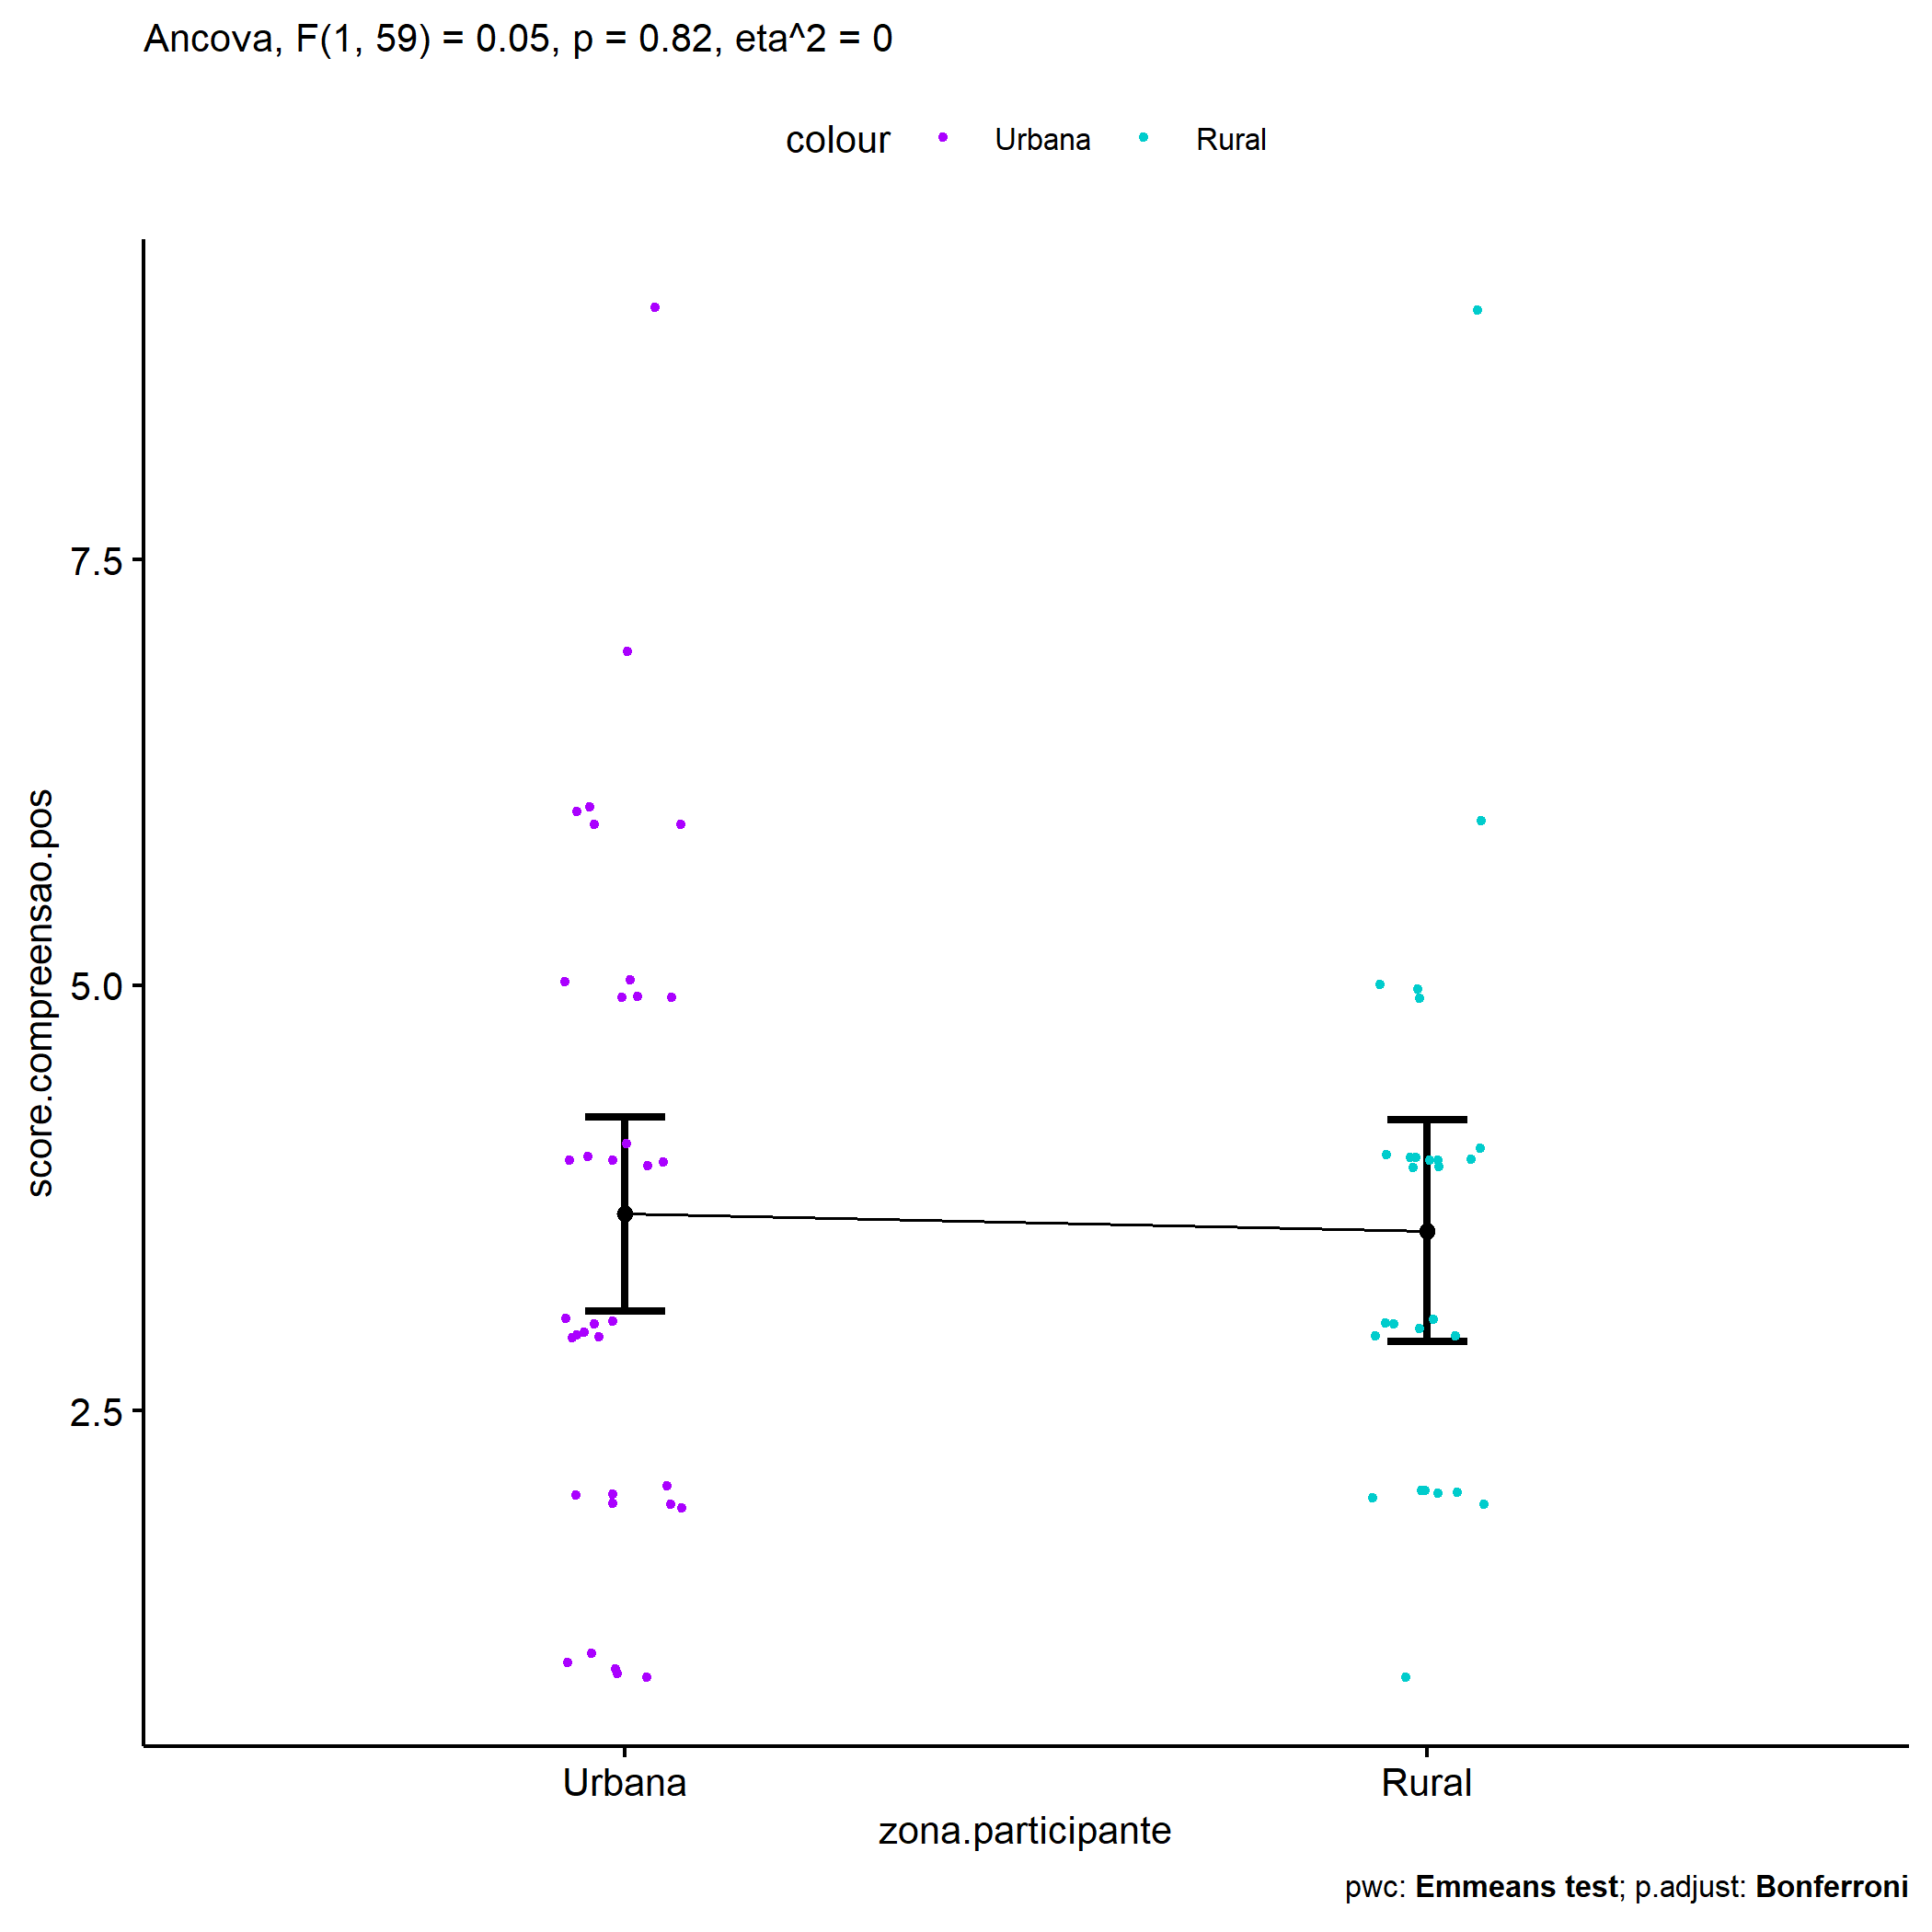 Ancova, F(1, 59) = 0.05, p = 0.82, eta^2 = 0
colour Urbana Rural
score.compreensao.pos
7.5
5.0
2.5
Urbana Rural
zona.participante
pwc: Emmeans test; p.adjust: Bonferroni